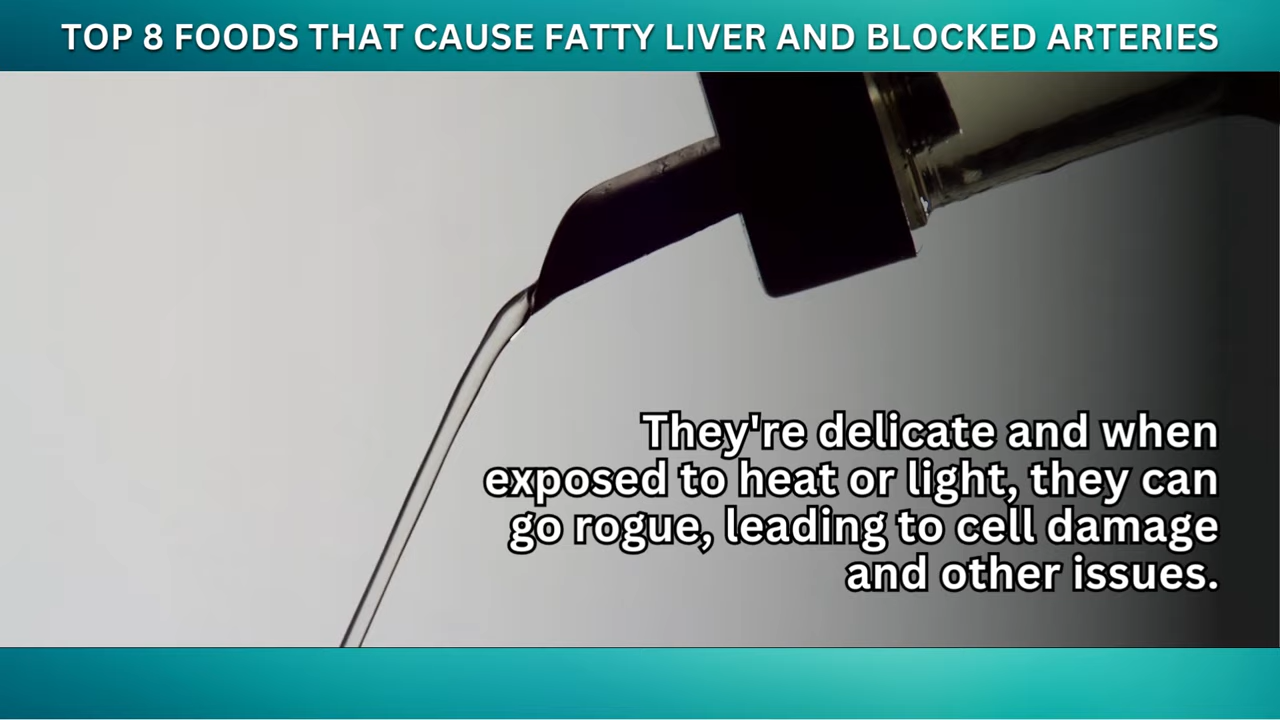 TOP 8 FOODS THAT CAUSE FATTY LIVER AND BLOCKED ARTERIES
They're delicate and when
exposed to heat or light, they can
go rogue, leading to cell damage
and other issues.